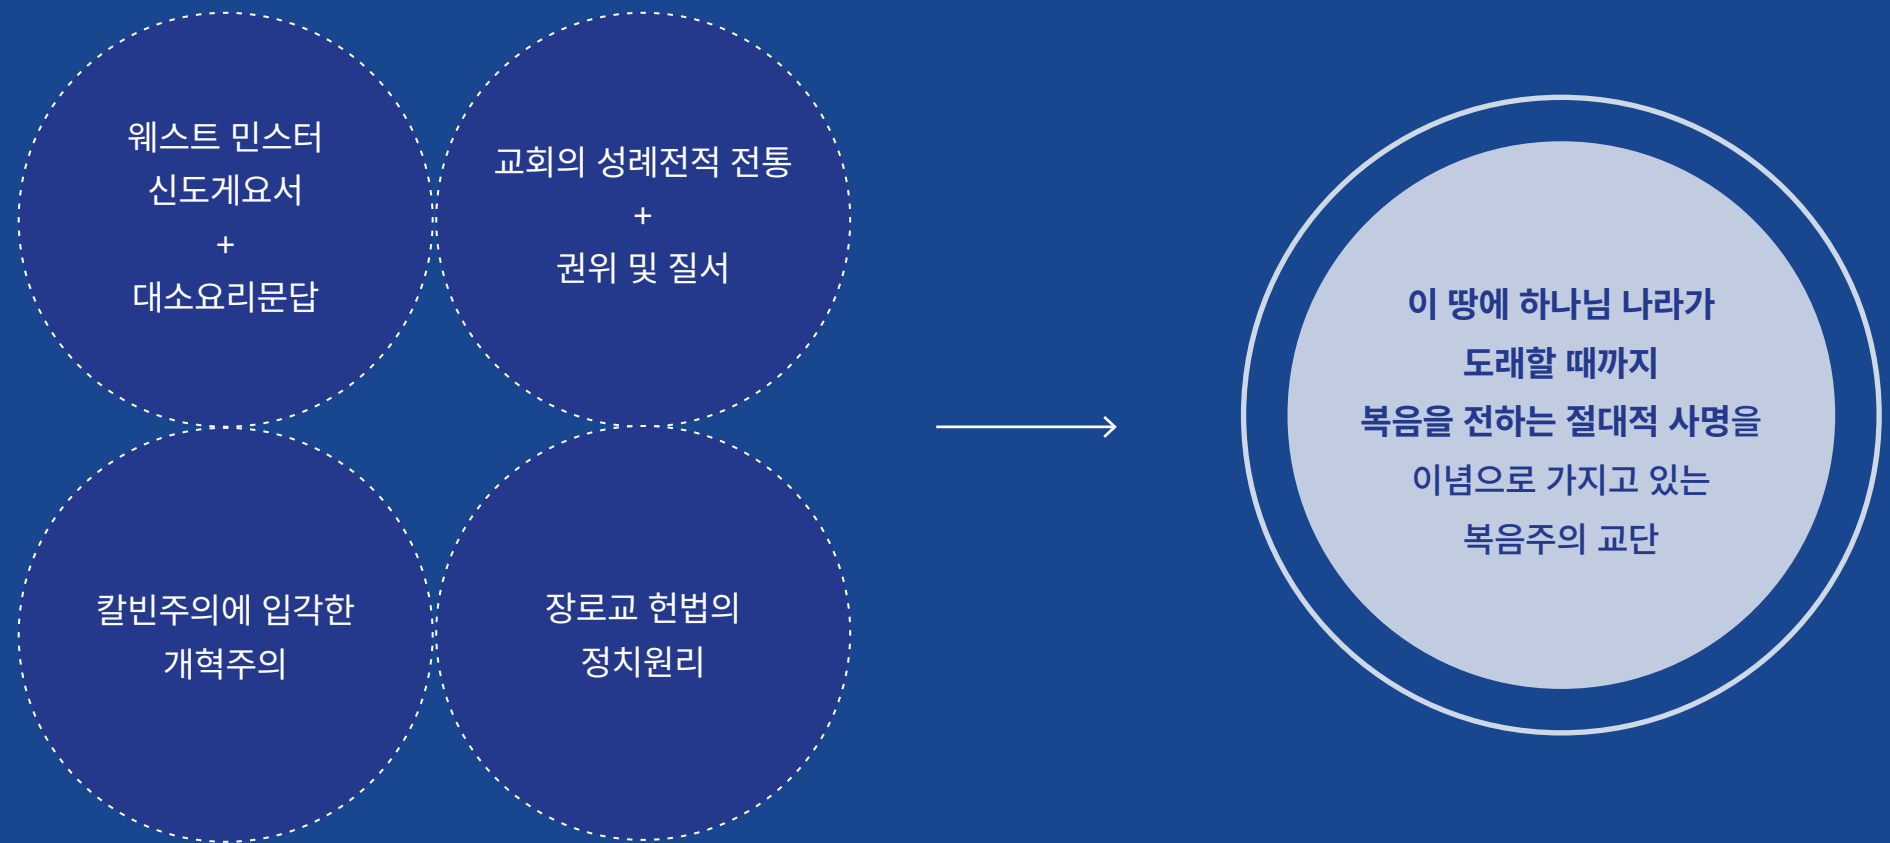 웨스트 민스터
신도게요서
+
대소요리문답
교회의 성례전적 전통
+
권위 및 질서
칼빈주의에 입각한
개혁주의
장로교 헌법의
정치원리
이 땅에 하나님 나라가
도래할 때까지
복음을 전하는 절대적 사명을
이념으로 가지고 있는
복음주의 교단